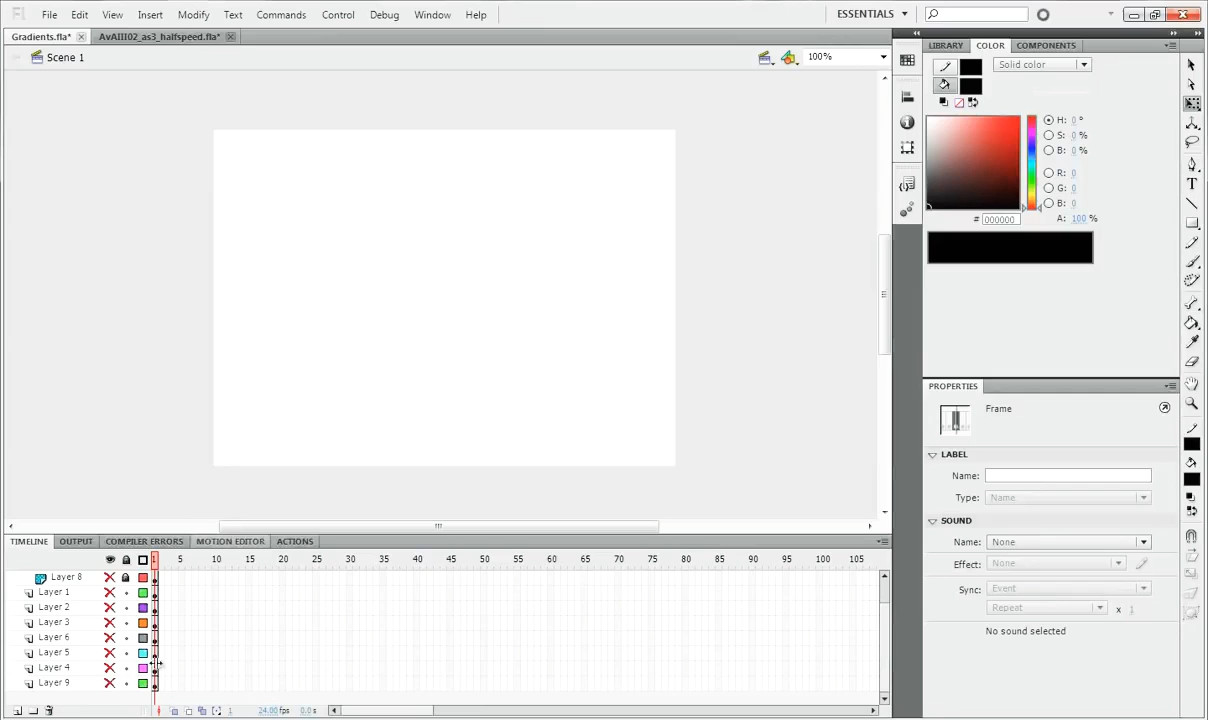 Fl File Edit View Insert Modify Text Commands Control Debug Window Help ESSENTIALS
Gradients.fla* AvAIII02_as3_halfspeed.fla*
Scene 1 100%
LIBRARY COLOR COMPONENTS
Solid color
H: 0 °
S: 0 %
B: 0 %
R: 0
G: 0
B: 0
# 000000 A: 100 %
PROPERTIES
Frame
LABEL
Name:
Type: Name
SOUND
Name: None
Effect: None
Sync: Event
Repeat x 1
No sound selected
TIMELINE OUTPUT COMPILER ERRORS MOTION EDITOR ACTIONS
1 5 10 15 20 25 30 35 40 45 50 55 60 65 70 75 80 85 90 95 100 105
Layer 8
Layer 1
Layer 2
Layer 3
Layer 6
Layer 5
Layer 4
Layer 9
1 24.00fps 0.0s